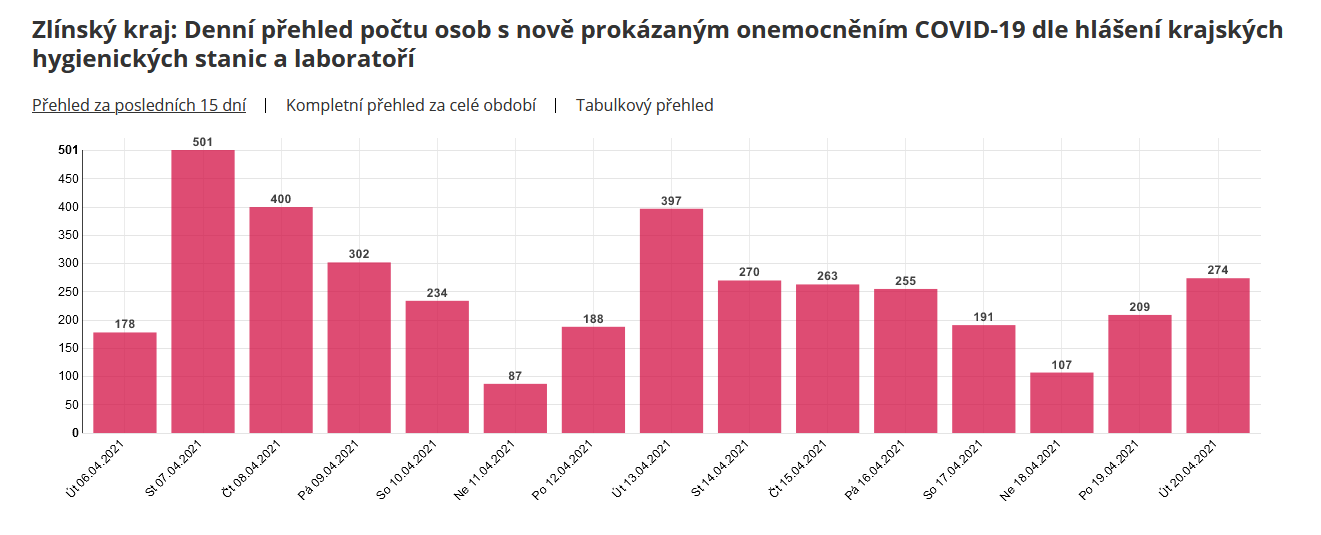 Zlínský kraj: Denní přehled počtu osob s nově prokázaným onemocněním COVID-19 dle hlášení krajských
hygienických stanic a laboratoří
Přehled za posledních 15 dní | Kompletní přehled za celé období | Tabulkový přehled
501
450
400
350
300
250
200
150
100
50
0
178
501
400
302
234
87
188
397
270
263
255
191
107
209
274
Út 06.04.2021
St 07.04.2021
Čt 08.04.2021
Pá 09.04.2021
So 10.04.2021
Ne 11.04.2021
Po 12.04.2021
Út 13.04.2021
St 14.04.2021
Čt 15.04.2021
Pá 16.04.2021
So 17.04.2021
Ne 18.04.2021
Po 19.04.2021
Út 20.04.2021